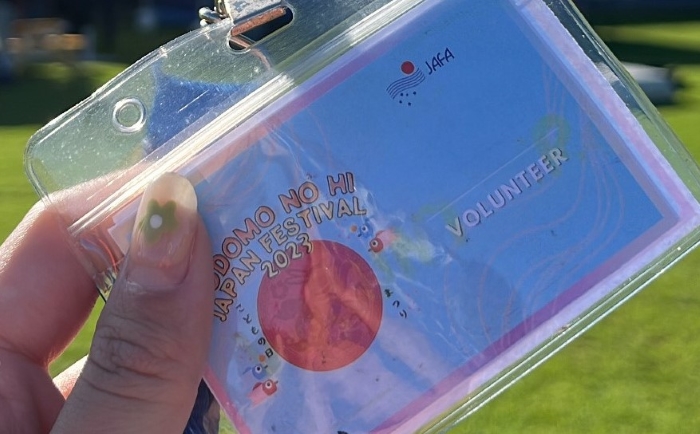 JAFA
VOLUNTEER
ODOMO NO HI
JAPAN FESTIVAL
2023